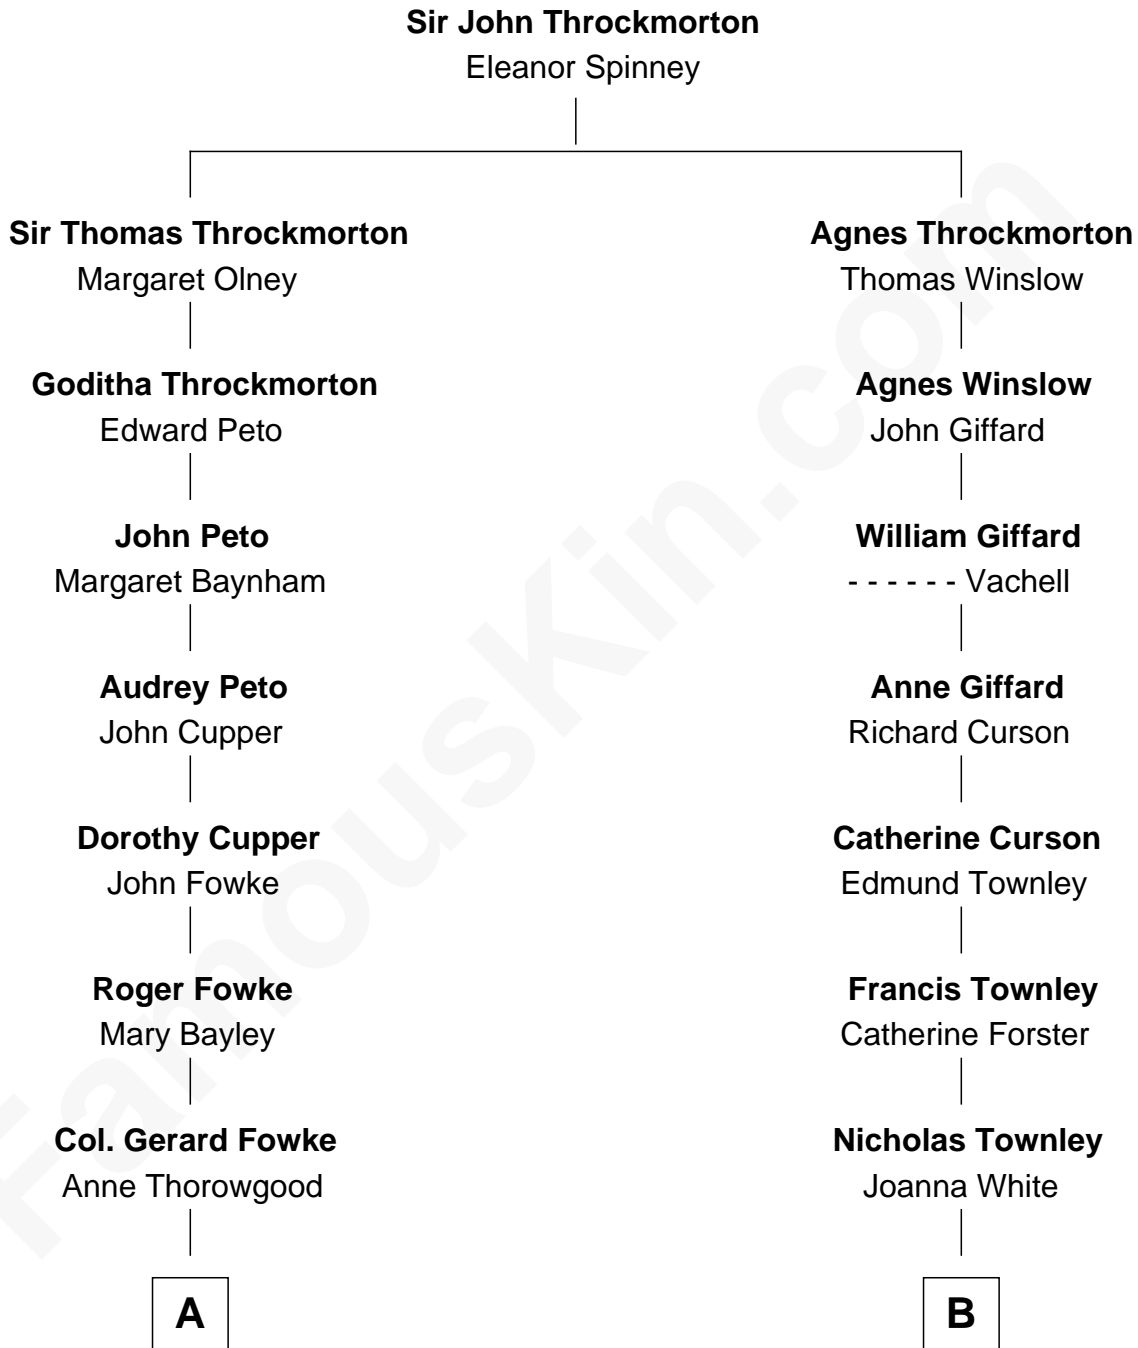 Sir John Throckmorton
Eleanor Spinney
Sir Thomas Throckmorton
Margaret Olney
Goditha Throckmorton
Edward Peto
John Peto
Margaret Baynham
Audrey Peto
John Cupper
Dorothy Cupper
John Fowke
Roger Fowke
Mary Bayley
Col. Gerard Fowke
Anne Thorowgood
A
Agnes Throckmorton
Thomas Winslow
Agnes Winslow
John Giffard
William Giffard
- - - - - - Vachell
Anne Giffard
Richard Curson
Catherine Curson
Edmund Townley
Francis Townley
Catherine Forster
Nicholas Townley
Joanna White
B
FamousKin.com